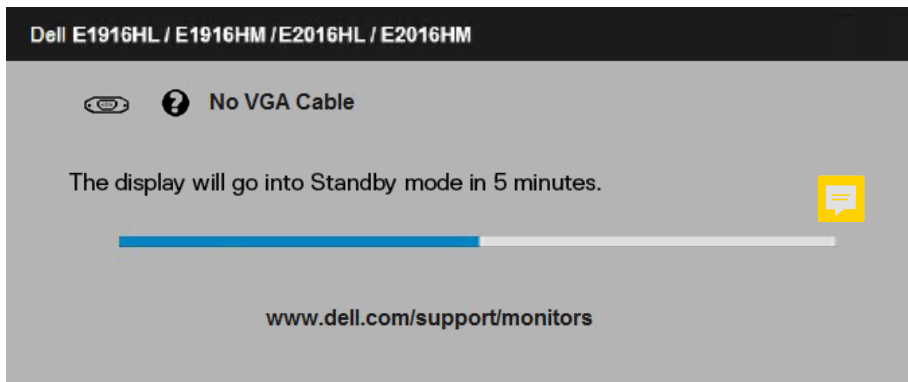 Dell E1916HL / E1916HM /E2016HL / E2016HM
No VGA Cable
The display will go into Standby mode in 5 minutes.
www.dell.com/support/monitors